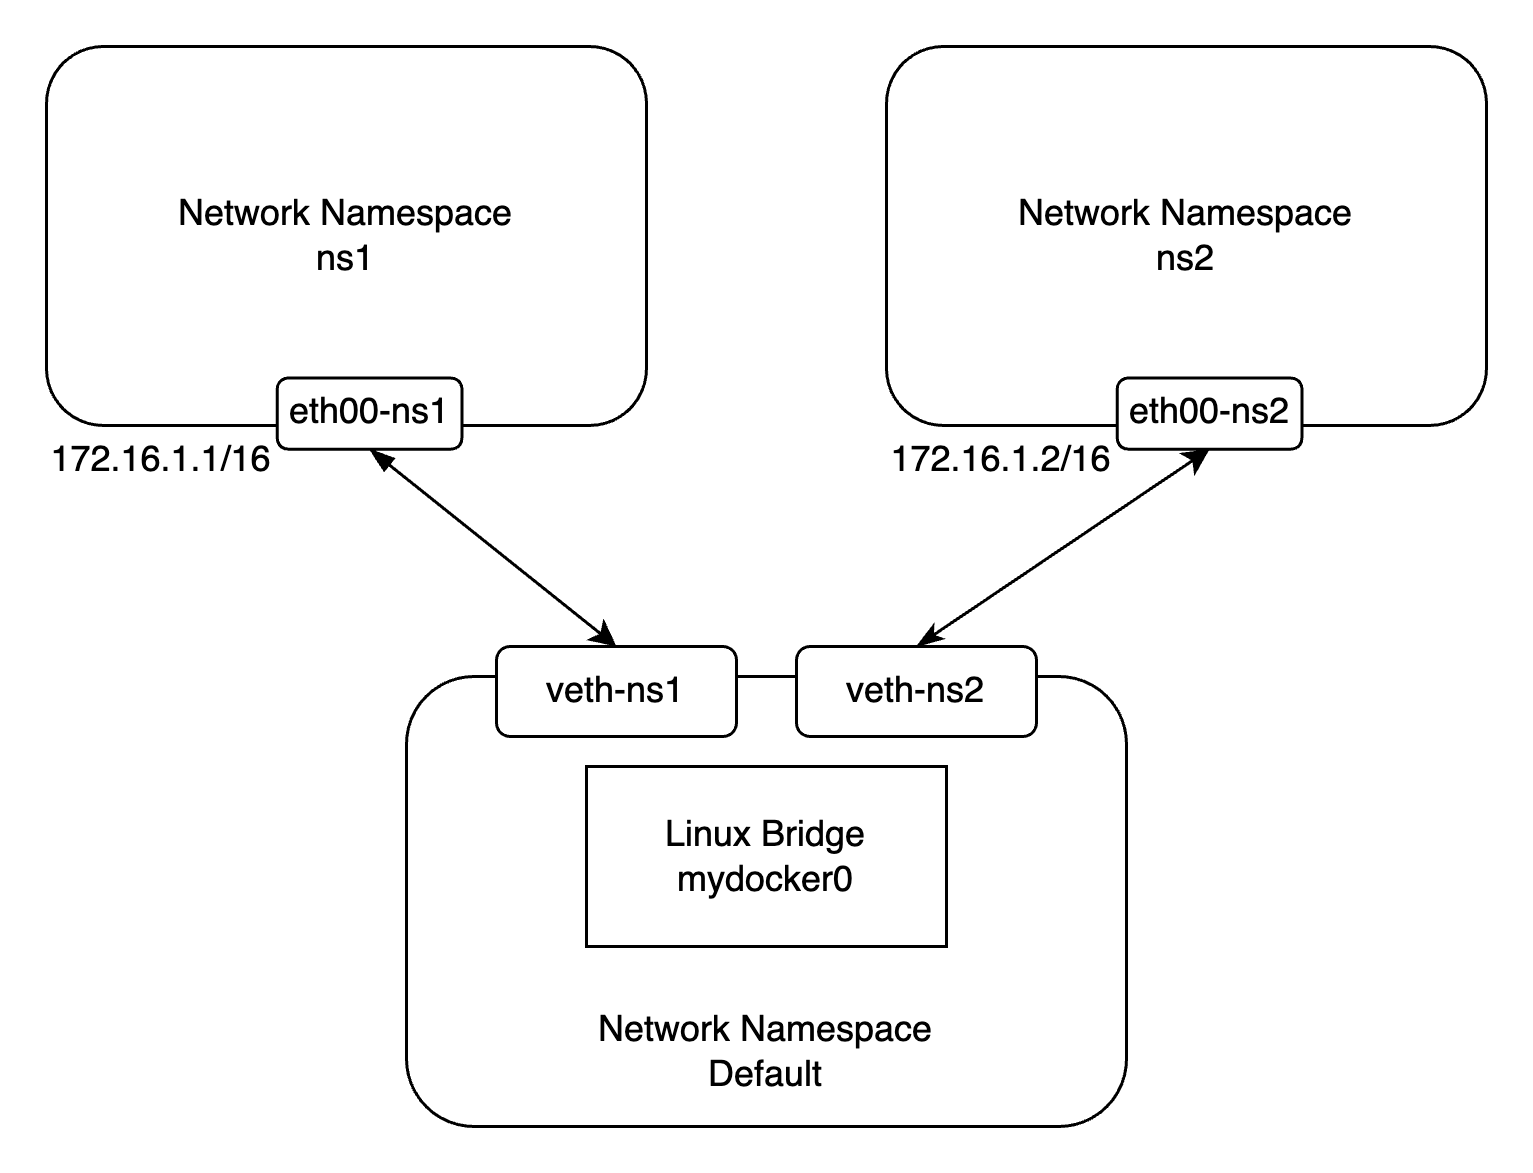 Network Namespace
ns1
Network Namespace
ns2
eth00-ns1
172.16.1.1/16
eth00-ns2
172.16.1.2/16
veth-ns1
veth-ns2
Linux Bridge
mydocker0
Network Namespace
Default